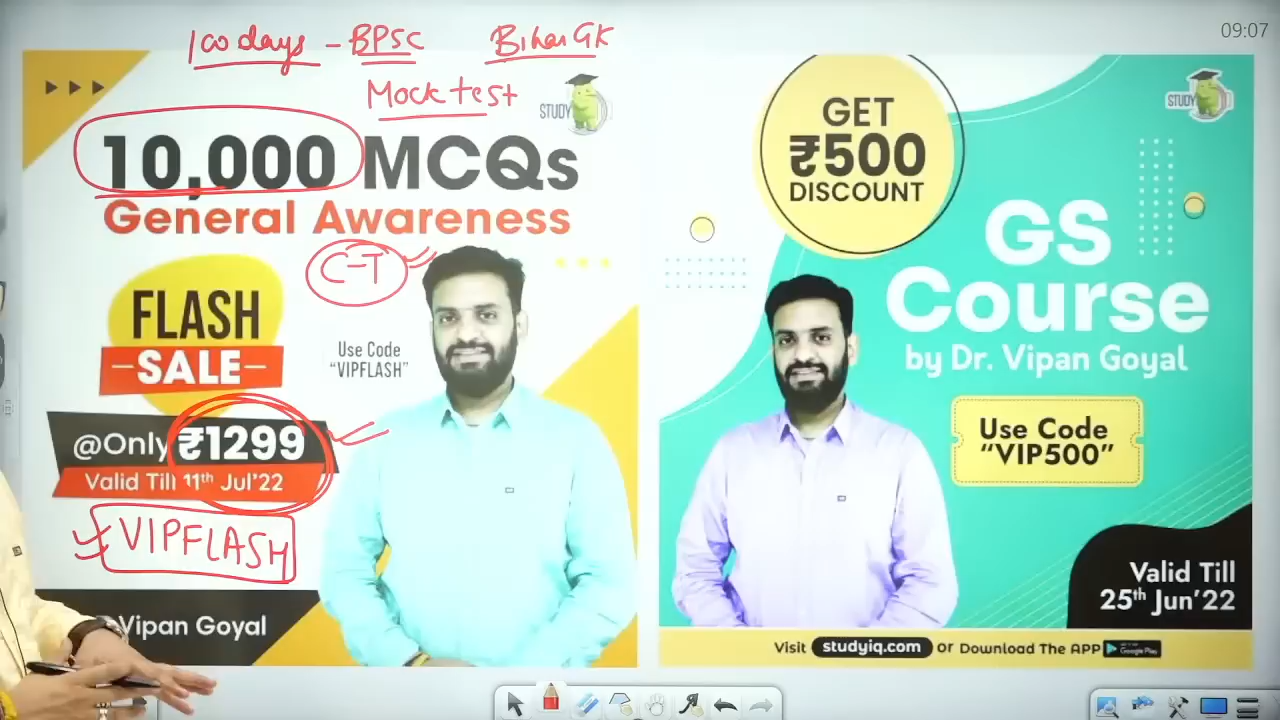 09:07
100 days - BPSC Bihar GK
Mock test
STUDY
10,000 MCQs
General Awareness
C-T
FLASH
SALE
Use Code
"VIPFLASH"
@Only ₹1299
Valid Till 11th Jul'22
VIPFLASH
Vipan Goyal
STUDY
GET
₹500
DISCOUNT
GS
Course
by Dr. Vipan Goyal
Use Code
"VIP500"
Valid Till
25th Jun'22
Visit studyiq.com or Download The APP Google Play